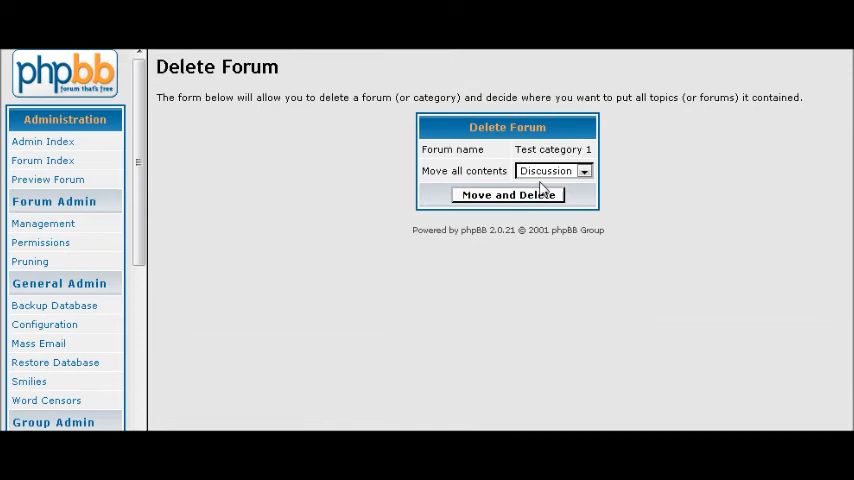 phpBB
forum that's free
Administration
Admin Index
Forum Index
Preview Forum
Forum Admin
Management
Permissions
Pruning
General Admin
Backup Database
Configuration
Mass Email
Restore Database
Smilies
Word Censors
Group Admin
Delete Forum
The form below will allow you to delete a forum (or category) and decide where you want to put all topics (or forums) it contained.
Delete Forum
Forum name Test category 1
Move all contents Discussion
Move and Delete
Powered by phpBB 2.0.21 © 2001 phpBB Group